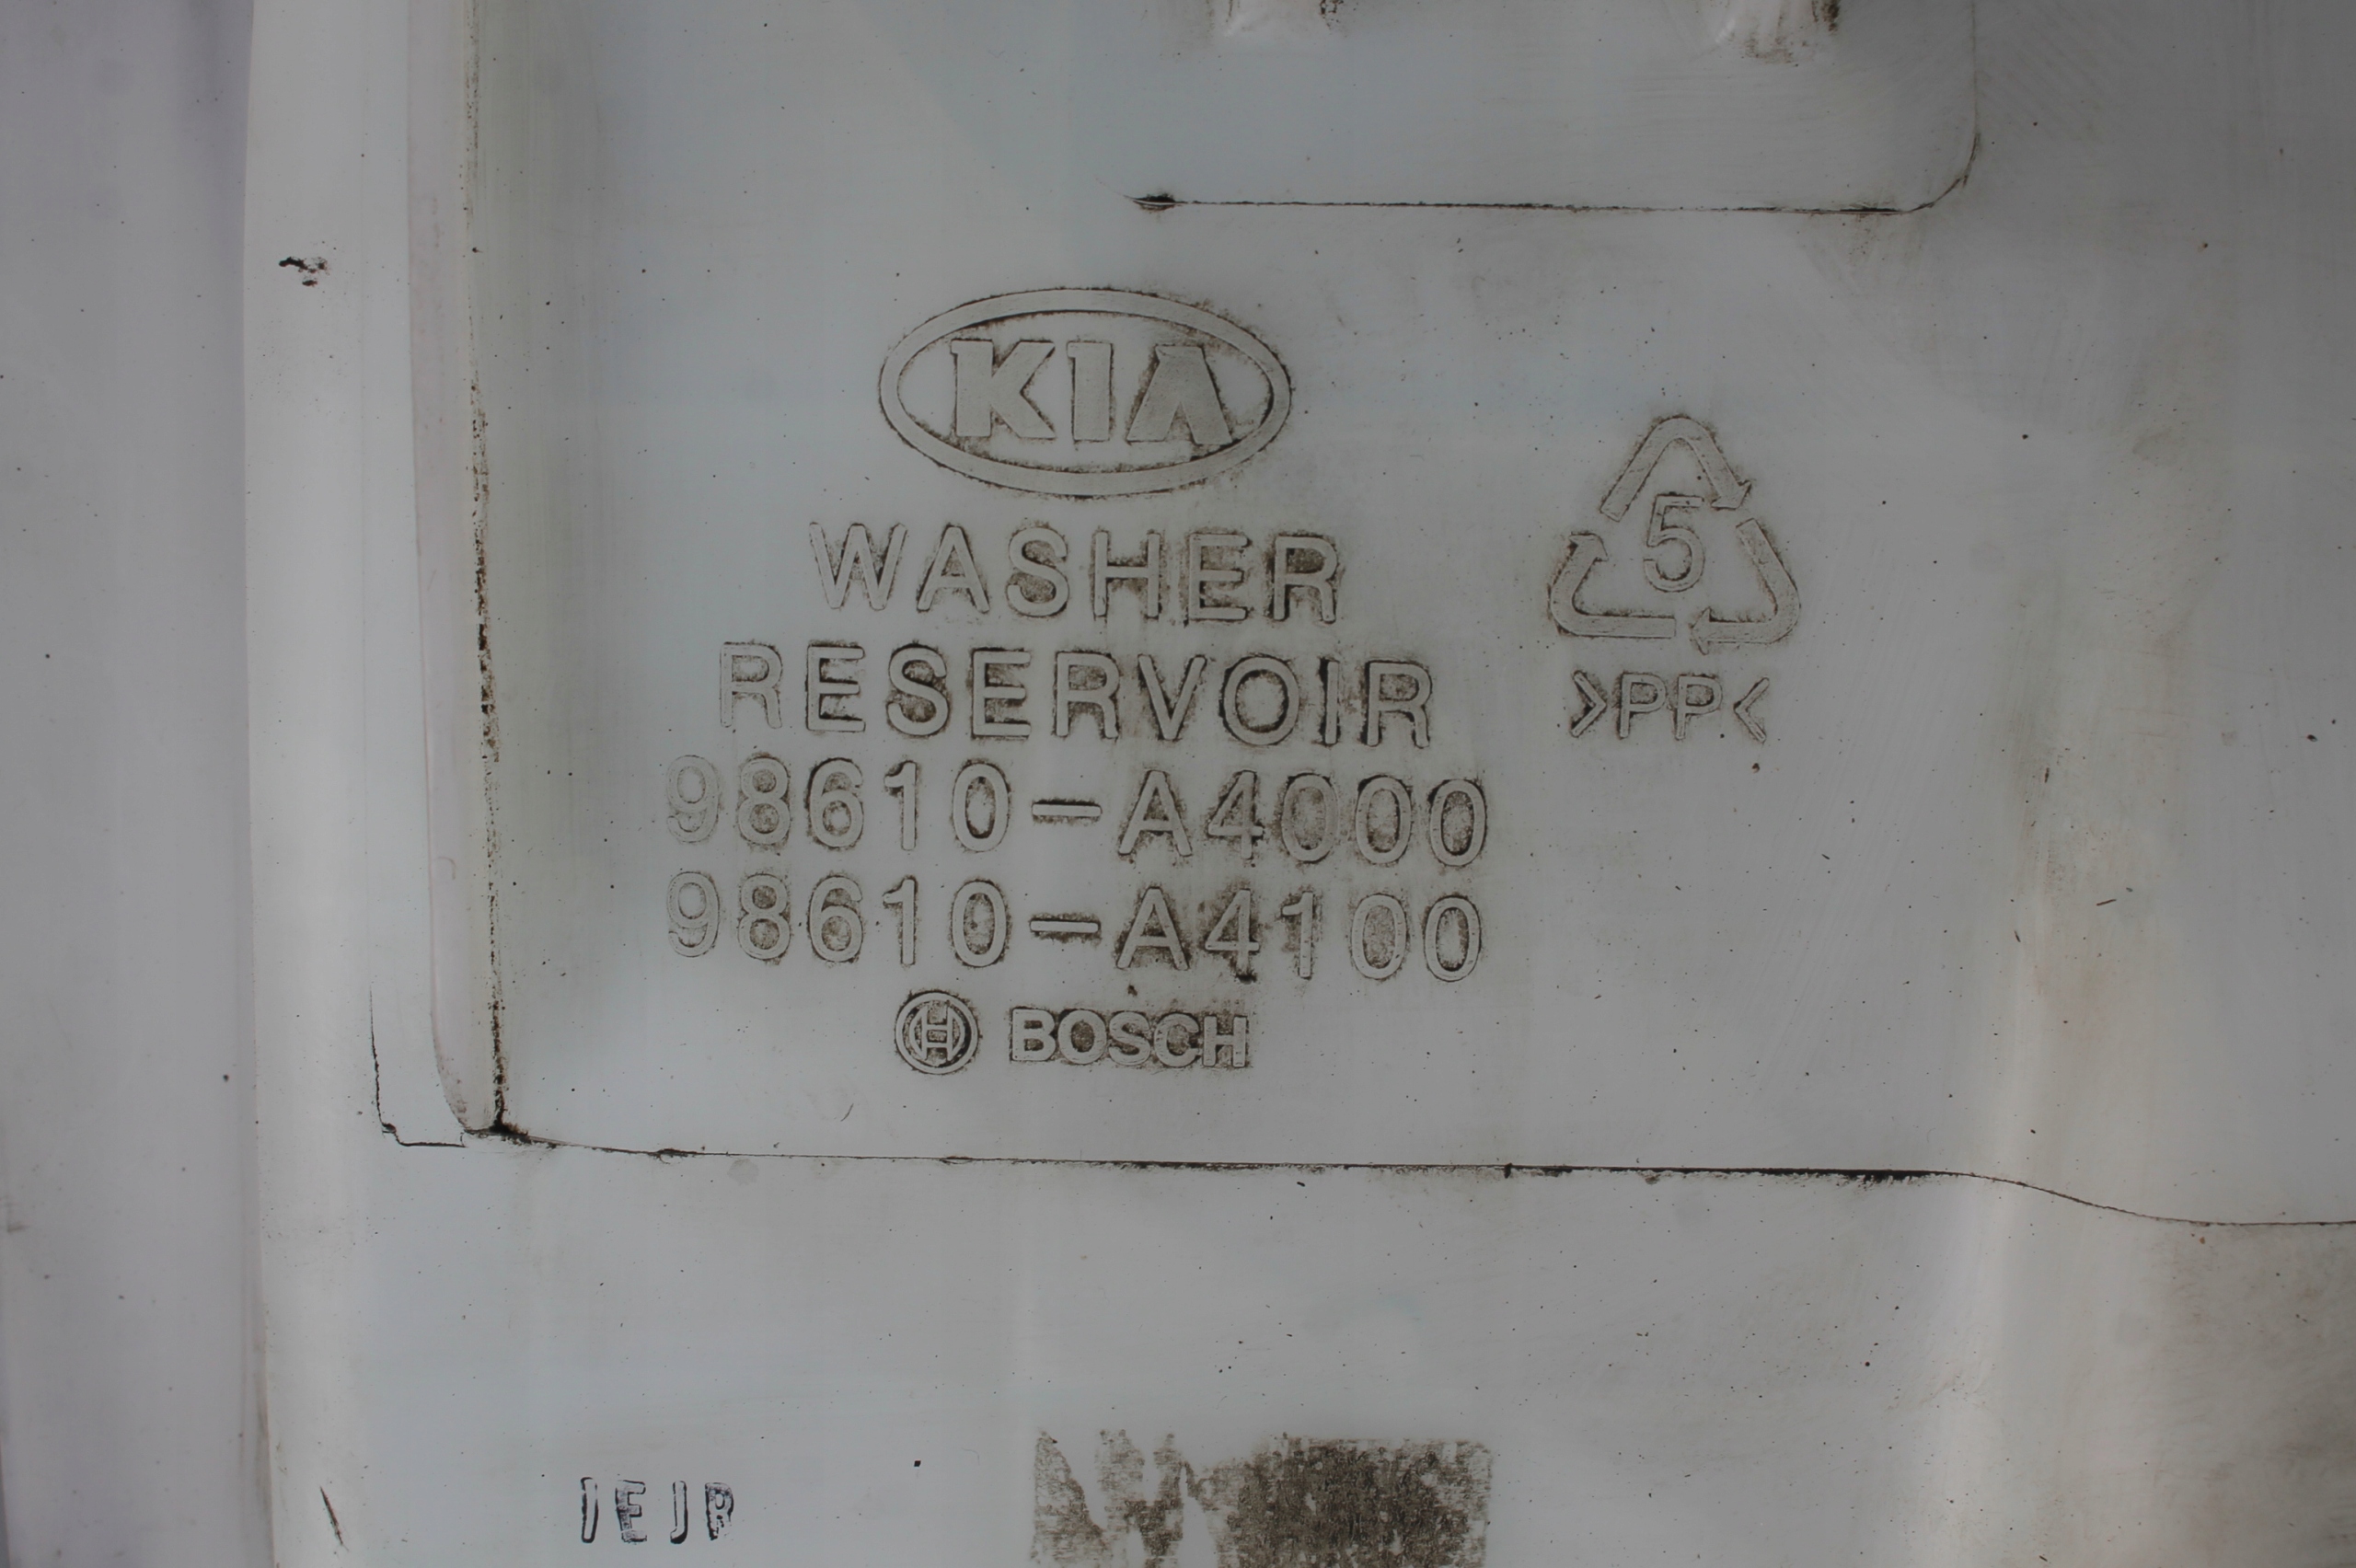 KIA
WASHER
RESERVOIR
98610-A4000
98610-A4100
BOSCH
5
>PP<
IEJR